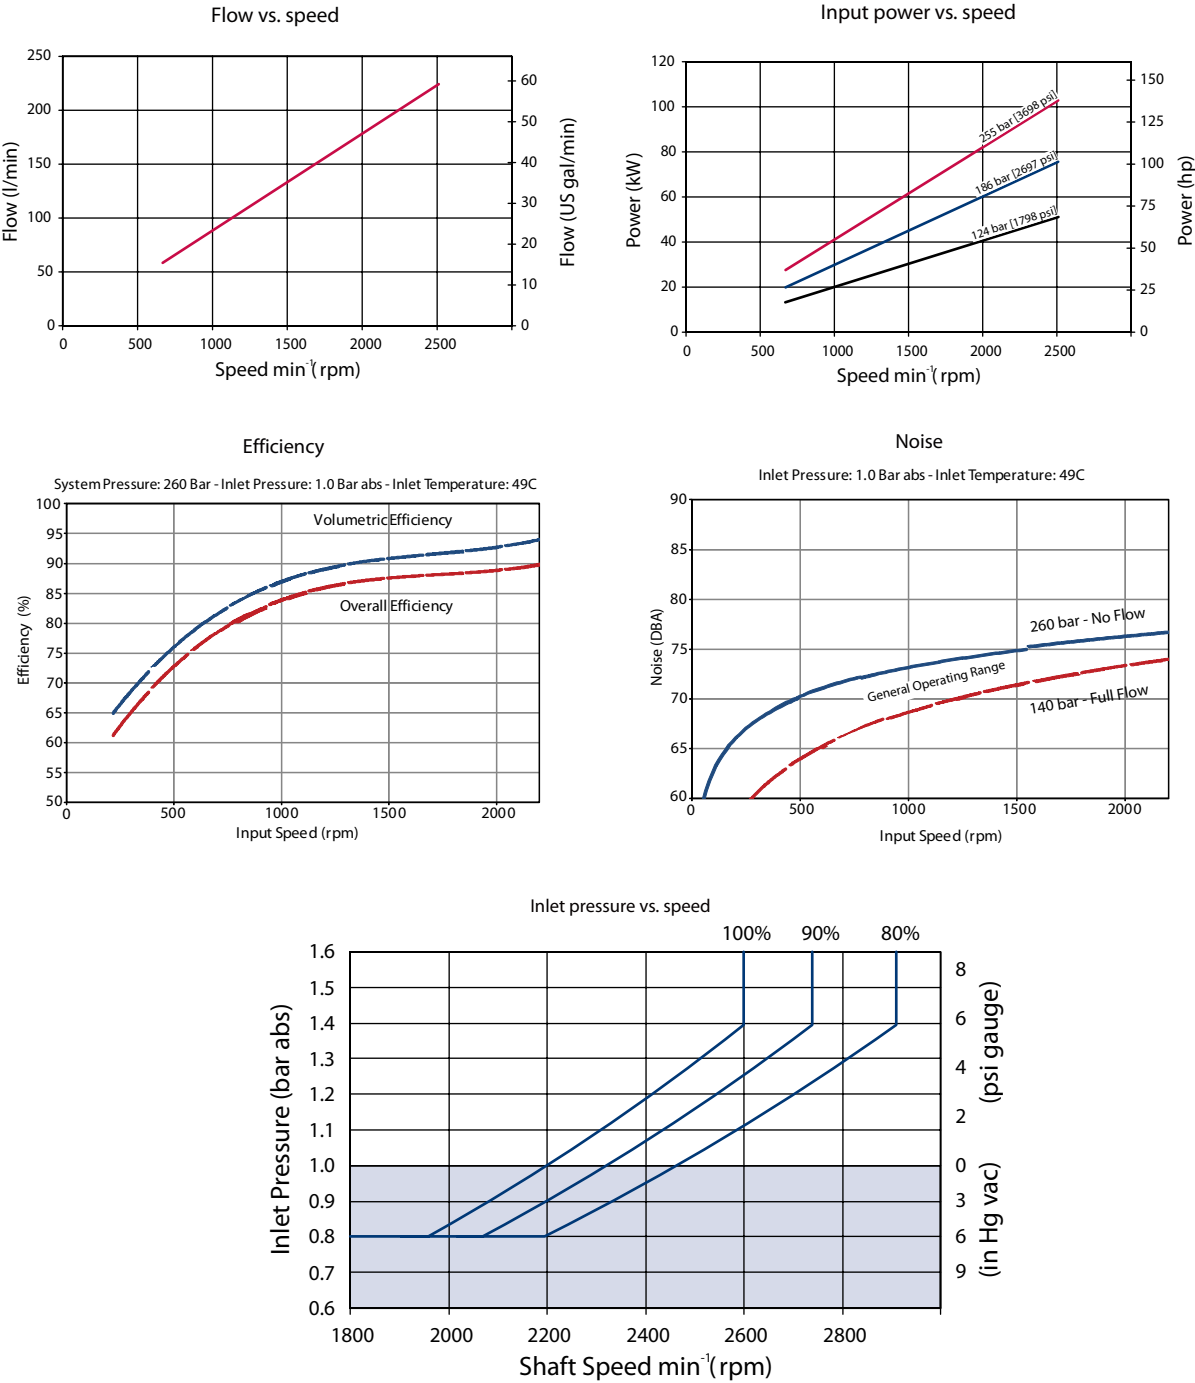 Flow vs. speed
250
200
150
100
50
0
60
50
40
30
20
10
0
0 500 1000 1500 2000 2500
Flow (l/min)
Flow (US gal/min)
Speed min⁻¹(rpm)
Input power vs. speed
120
100
80
60
40
20
0
150
125
100
75
50
25
0
255 bar [3698 psi]
186 bar [2697 psi]
124 bar [1798 psi]
0 500 1000 1500 2000 2500
Power (kW)
Power (hp)
Speed min⁻¹(rpm)
Efficiency
System Pressure: 260 Bar - Inlet Pressure: 1.0 Bar abs - Inlet Temperature: 49C
100
95
90
85
80
75
70
65
60
55
50
Volumetric Efficiency
Overall Efficiency
0 500 1000 1500 2000
Efficiency (%)
Input Speed (rpm)
Noise
Inlet Pressure: 1.0 Bar abs - Inlet Temperature: 49C
90
85
80
75
70
65
60
260 bar - No Flow
General Operating Range
140 bar - Full Flow
0 500 1000 1500 2000
Noise (DBA)
Input Speed (rpm)
Inlet pressure vs. speed
100% 90% 80%
1.6
1.5
1.4
1.3
1.2
1.1
1.0
0.9
0.8
0.7
0.6
8
6
4
2
0
3
6
9
Inlet Pressure (bar abs)
(psi gauge)
(in Hg vac)
1800 2000 2200 2400 2600 2800
Shaft Speed min⁻¹(rpm)